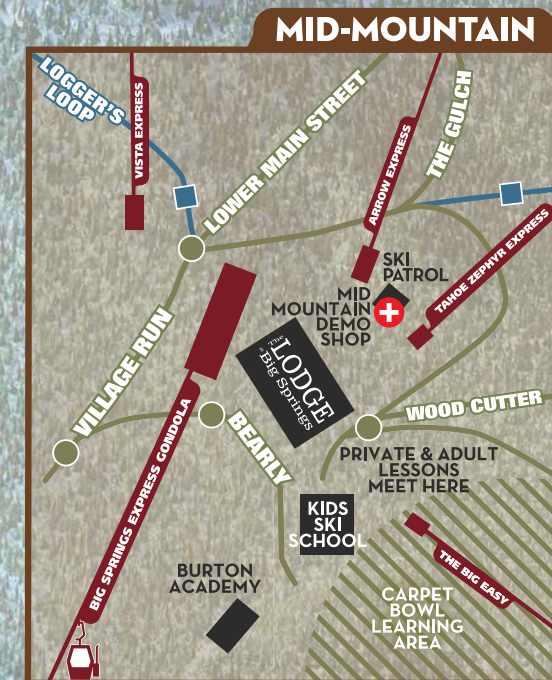 MID-MOUNTAIN
LOGGER'S
LOOP
VISTA EXPRESS
LOWER MAIN STREET
ARROW EXPRESS
THE GULCH
SKI
PATROL
TAHOE ZEPHYR EXPRESS
MID
MOUNTAIN
DEMO
SHOP
The
LODGE
at Big Springs
VILLAGE RUN
BIG SPRINGS EXPRESS GONDOLA
BEARLY
WOOD CUTTER
PRIVATE & ADULT
LESSONS
MEET HERE
KIDS
SKI
SCHOOL
THE BIG EASY
BURTON
ACADEMY
CARPET
BOWL
LEARNING
AREA